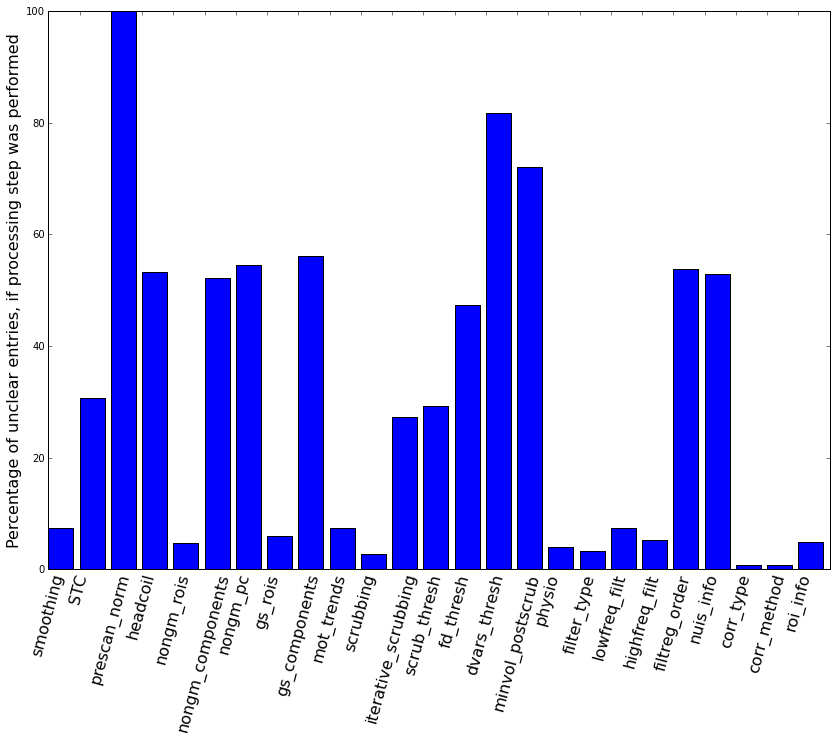 Percentage of unclear entries, if processing step was performed
100
80
60
40
20
0
smoothing
STC
prescan_norm
headcoil
nongm_rois
nongm_components
nongm_pc
gs_rois
gs_components
mot_trends
scrubbing
iterative_scrubbing
scrub_thresh
fd_thresh
dvars_thresh
minvol_postscrub
physio
filter_type
lowfreq_filt
highfreq_filt
filtreg_order
nuis_info
corr_type
corr_method
roi_info